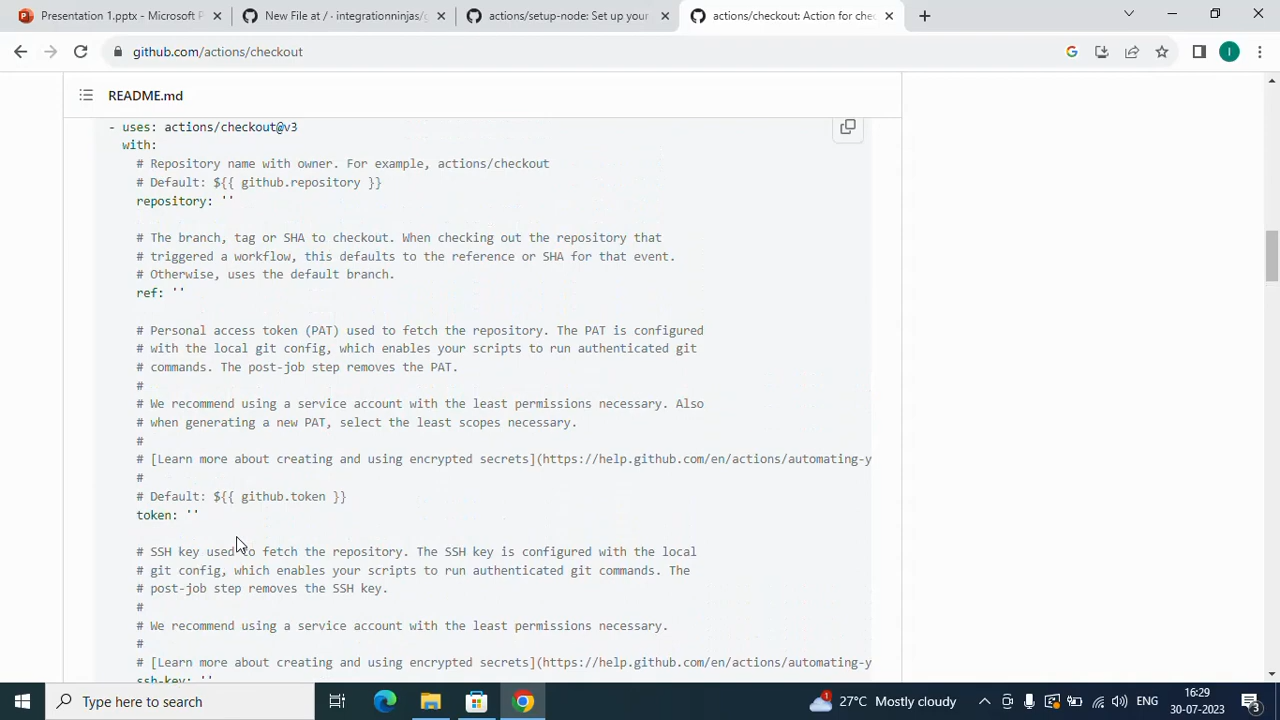 Presentation 1.pptx - Microsoft P
New File at / · integrationninjas/g
actions/setup-node: Set up your
actions/checkout: Action for che
github.com/actions/checkout
README.md
- uses: actions/checkout@v3
with:
# Repository name with owner. For example, actions/checkout
# Default: ${{ github.repository }}
repository: ''
# The branch, tag or SHA to checkout. When checking out the repository that
# triggered a workflow, this defaults to the reference or SHA for that event.
# Otherwise, uses the default branch.
ref: ''
# Personal access token (PAT) used to fetch the repository. The PAT is configured
# with the local git config, which enables your scripts to run authenticated git
# commands. The post-job step removes the PAT.
#
# We recommend using a service account with the least permissions necessary. Also
# when generating a new PAT, select the least scopes necessary.
#
# [Learn more about creating and using encrypted secrets](https://help.github.com/en/actions/automating-y
#
# Default: ${{ github.token }}
token: ''
# SSH key used to fetch the repository. The SSH key is configured with the local
# git config, which enables your scripts to run authenticated git commands. The
# post-job step removes the SSH key.
#
# We recommend using a service account with the least permissions necessary.
#
# [Learn more about creating and using encrypted secrets](https://help.github.com/en/actions/automating-y
ssh-key: ''
Type here to search
27°C Mostly cloudy
ENG
16:29
30-07-2023